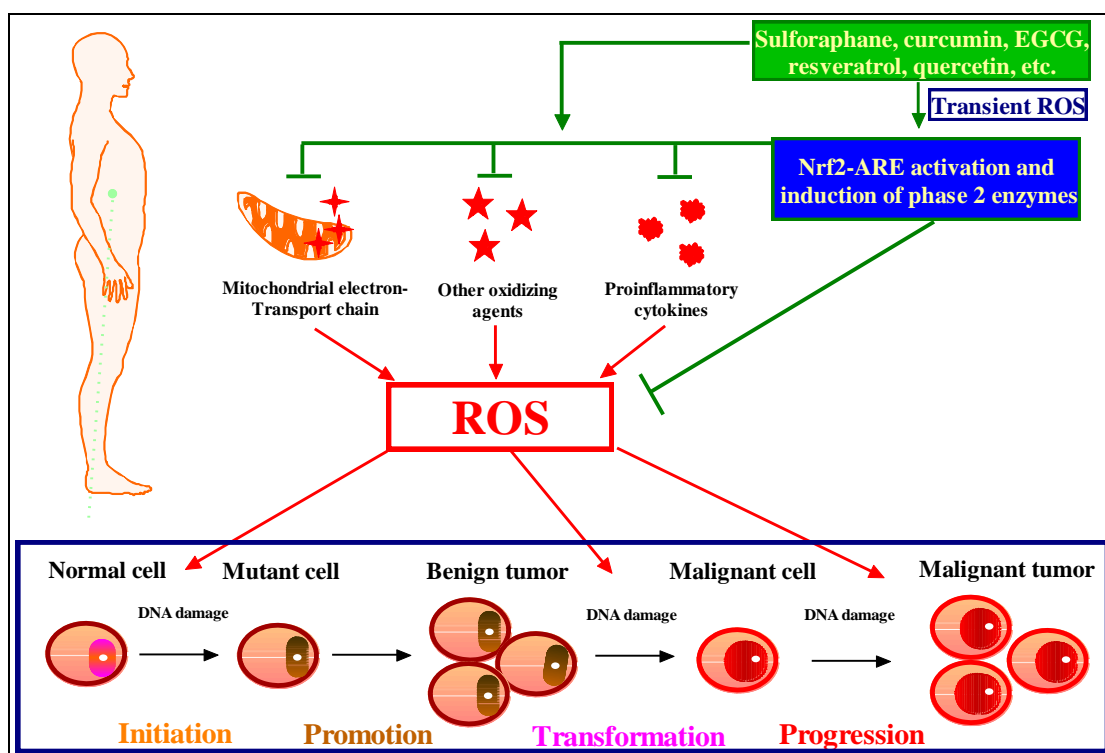 Sulforaphane, curcumin, EGCG,
resveratrol, quercetin, etc.
Transient ROS
Nrf2-ARE activation and
induction of phase 2 enzymes
Mitochondrial electron-
Transport chain
Other oxidizing
agents
Proinflammatory
cytokines
ROS
Normal cell
Mutant cell
Benign tumor
Malignant cell
Malignant tumor
DNA damage
DNA damage
DNA damage
Initiation
Promotion
Transformation
Progression